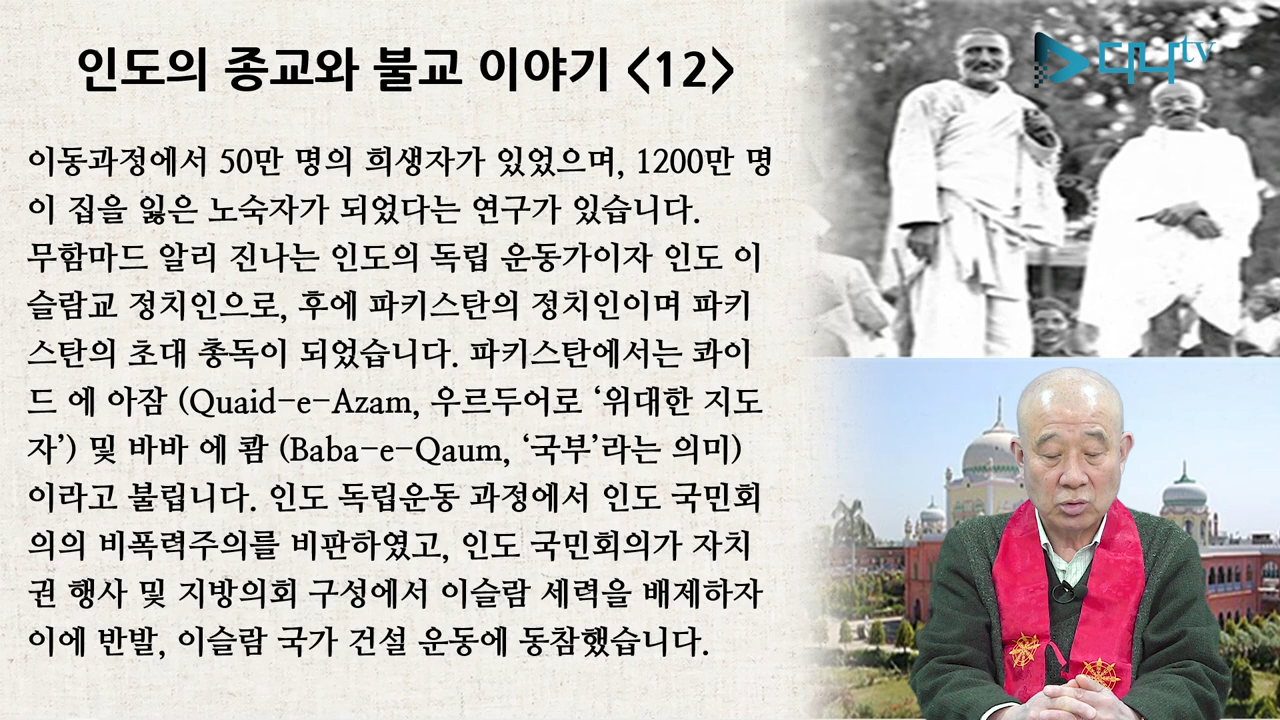 인도의 종교와 불교 이야기 <12>
다나tv
이동과정에서 50만 명의 희생자가 있었으며, 1200만 명
이 집을 잃은 노숙자가 되었다는 연구가 있습니다.
무함마드 알리 진나는 인도의 독립 운동가이자 인도 이
슬람교 정치인으로, 후에 파키스탄의 정치인이며 파키
스탄의 초대 총독이 되었습니다. 파키스탄에서는 콰이
드 에 아잠 (Quaid-e-Azam, 우르두어로 ‘위대한 지도
자’) 및 바바 에 쾀 (Baba-e-Qaum, ‘국부’라는 의미)
이라고 불립니다. 인도 독립운동 과정에서 인도 국민회
의의 비폭력주의를 비판하였고, 인도 국민회의가 자치
권 행사 및 지방의회 구성에서 이슬람 세력을 배제하자
이에 반발, 이슬람 국가 건설 운동에 동참했습니다.